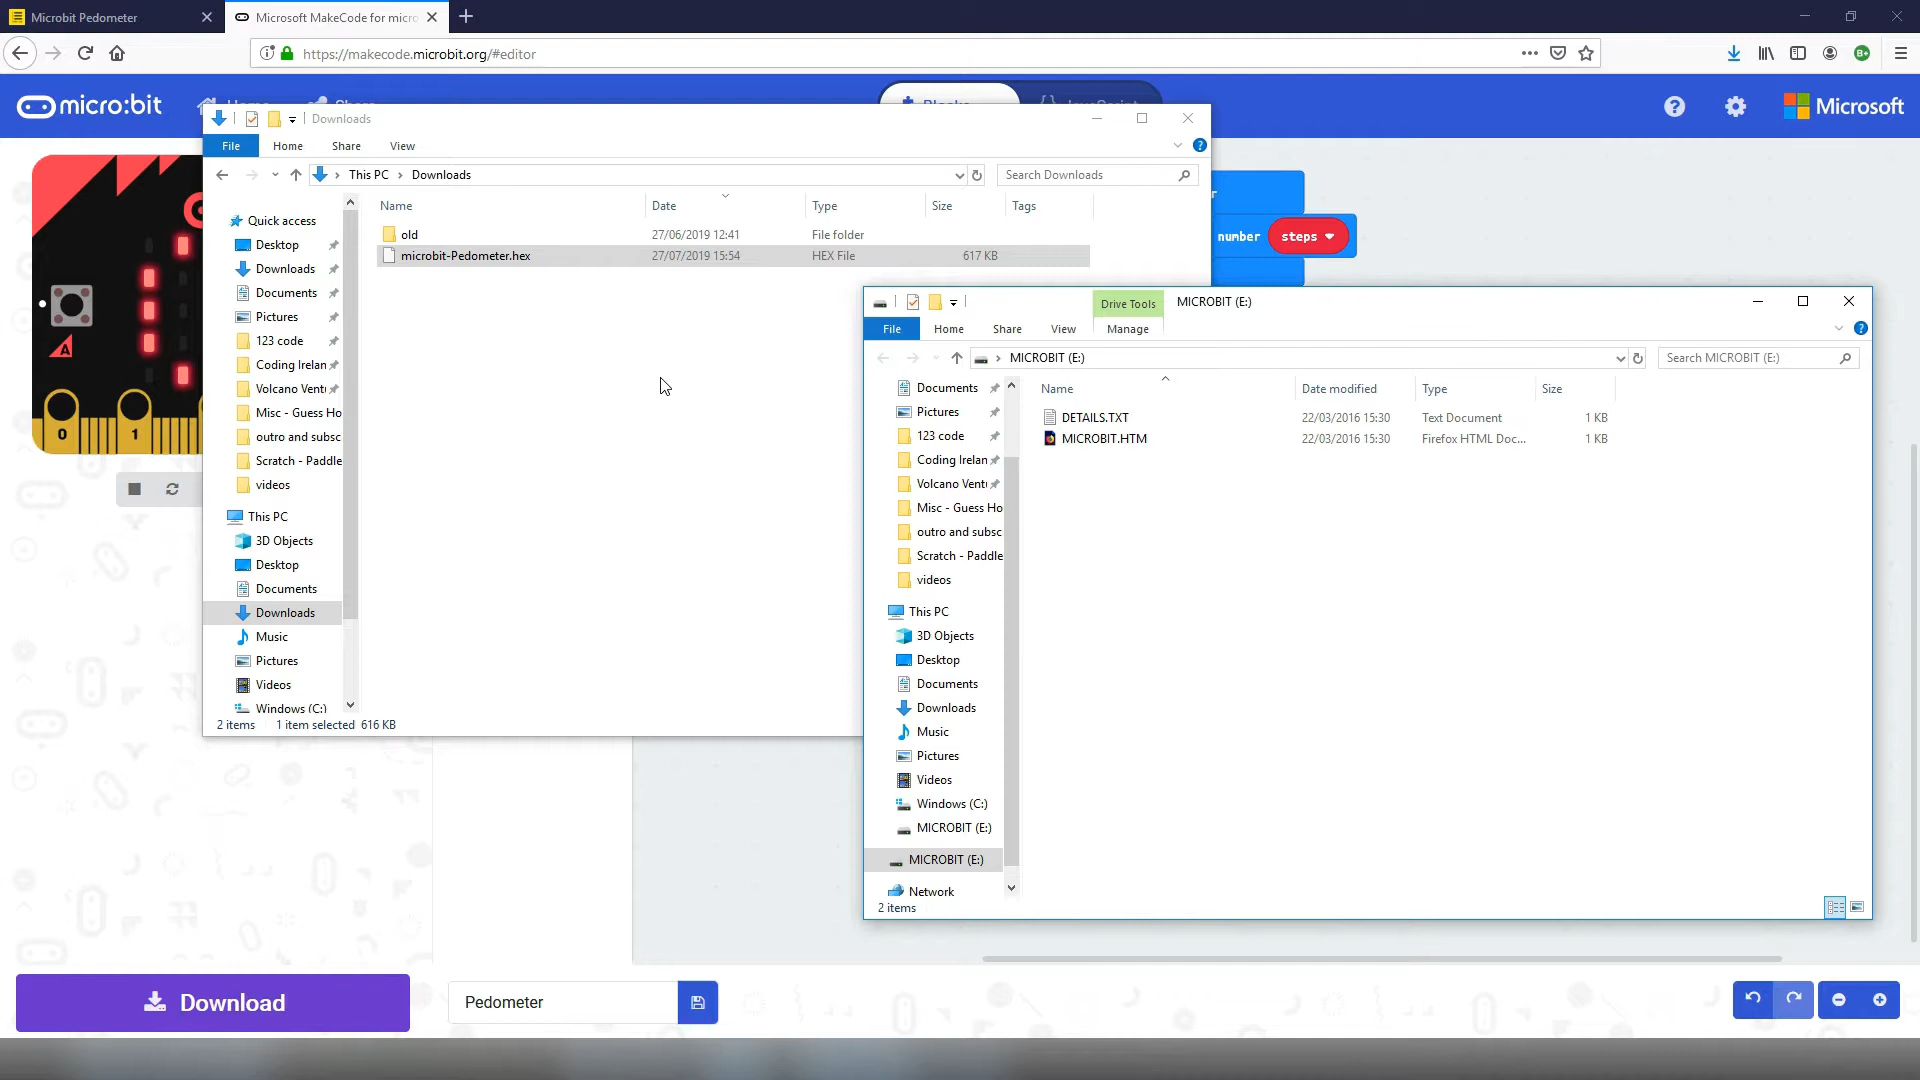 Microbit Pedometer
Microsoft MakeCode for micro
https://makecode.microbit.org/#editor
micro:bit
Home
Share
Blocks
JavaScript
Microsoft
Downloads
File
Home
Share
View
This PC
Downloads
Search Downloads
Name
Date
Type
Size
Tags
old
27/06/2019 12:41
File folder
microbit-Pedometer.hex
27/07/2019 15:54
HEX File
617 KB
Quick access
Desktop
Downloads
Documents
Pictures
123 code
Coding Irelan
Volcano Vent
Misc - Guess Ho
outro and subsc
Scratch - Paddle
videos
This PC
3D Objects
Desktop
Documents
Downloads
Music
Pictures
Videos
Windows (C:)
2 items
1 item selected 616 KB
A
0
1
r
number
steps
Drive Tools
MICROBIT (E:)
File
Home
Share
View
Manage
MICROBIT (E:)
Search MICROBIT (E:)
Name
Date modified
Type
Size
DETAILS.TXT
22/03/2016 15:30
Text Document
1 KB
MICROBIT.HTM
22/03/2016 15:30
Firefox HTML Doc...
1 KB
Documents
Pictures
123 code
Coding Irelan
Volcano Vent
Misc - Guess Ho
outro and subsc
Scratch - Paddle
videos
This PC
3D Objects
Desktop
Documents
Downloads
Music
Pictures
Videos
Windows (C:)
MICROBIT (E:)
MICROBIT (E:)
Network
2 items
Download
Pedometer